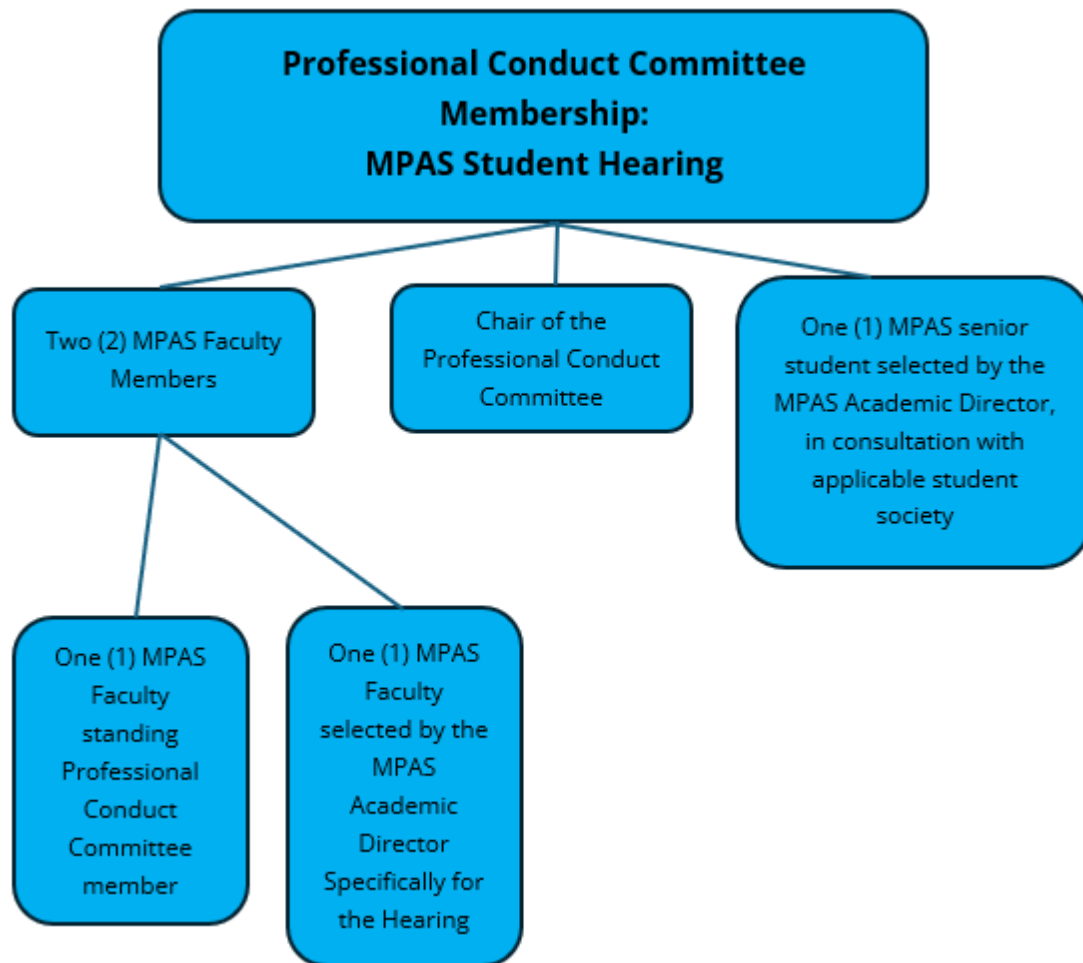 Professional Conduct Committee
Membership:
MPAS Student Hearing
Two (2) MPAS Faculty
Members
Chair of the
Professional Conduct
Committee
One (1) MPAS senior
student selected by the
MPAS Academic Director,
in consultation with
applicable student
society
One (1) MPAS
Faculty
standing
Professional
Conduct
Committee
member
One (1) MPAS
Faculty
selected by the
MPAS
Academic
Director
Specifically for
the Hearing